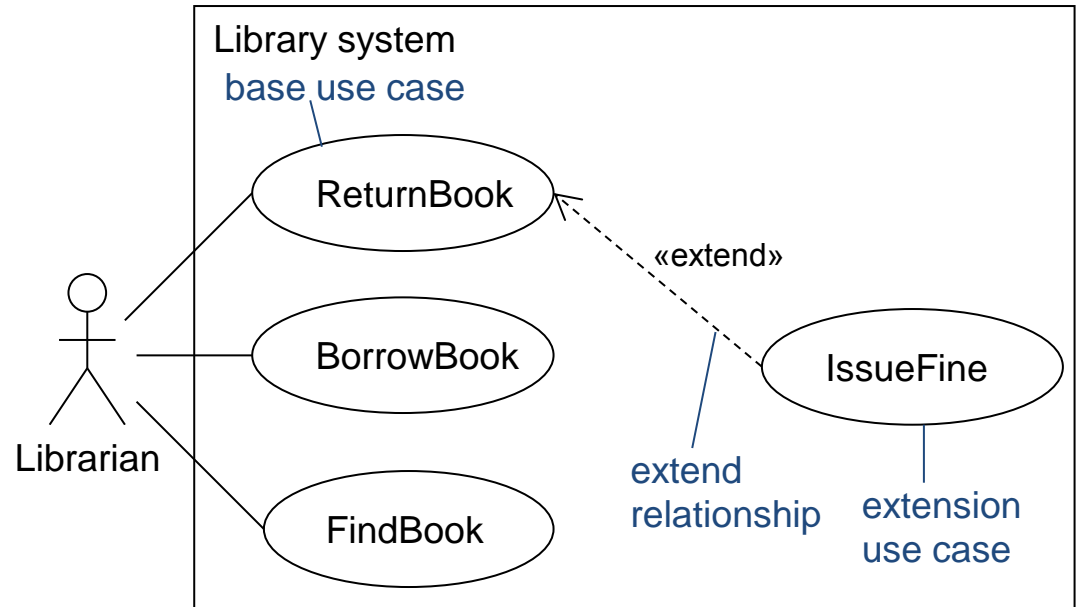 Library system
base use case
ReturnBook
«extend»
BorrowBook
IssueFine
Librarian
extend
relationship
extension
use case
FindBook